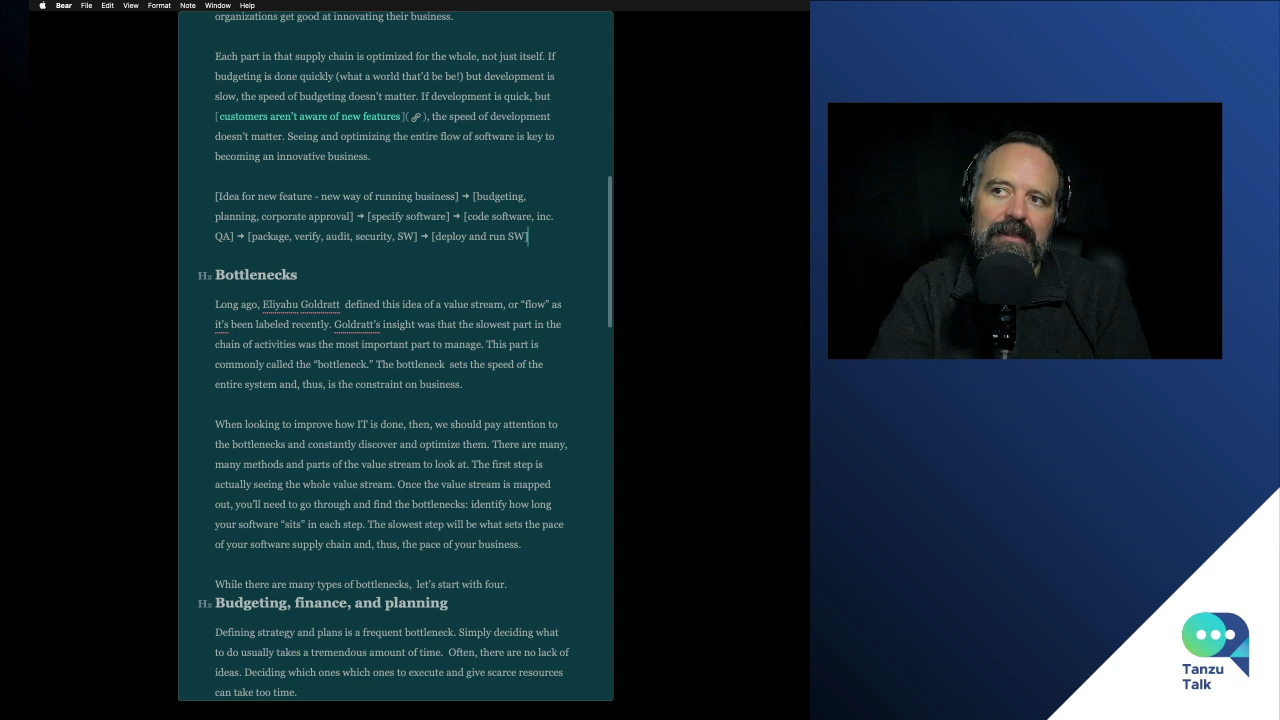 Bear File Edit View Format Note Window Help
organizations get good at innovating their business.
Each part in that supply chain is optimized for the whole, not just itself. If
budgeting is done quickly (what a world that'd be be!) but development is
slow, the speed of budgeting doesn't matter. If development is quick, but
[customers aren't aware of new features](), the speed of development
doesn't matter. Seeing and optimizing the entire flow of software is key to
becoming an innovative business.
[Idea for new feature - new way of running business] → [budgeting,
planning, corporate approval] → [specify software] → [code software, inc.
QA] → [package, verify, audit, security, SW] → [deploy and run SW]
H2 Bottlenecks
Long ago, Eliyahu Goldratt defined this idea of a value stream, or “flow” as
it's been labeled recently. Goldratt's insight was that the slowest part in the
chain of activities was the most important part to manage. This part is
commonly called the “bottleneck.” The bottleneck sets the speed of the
entire system and, thus, is the constraint on business.
When looking to improve how IT is done, then, we should pay attention to
the bottlenecks and constantly discover and optimize them. There are many,
many methods and parts of the value stream to look at. The first step is
actually seeing the whole value stream. Once the value stream is mapped
out, you'll need to go through and find the bottlenecks: identify how long
your software “sits” in each step. The slowest step will be what sets the pace
of your software supply chain and, thus, the pace of your business.
While there are many types of bottlenecks, let's start with four.
H2 Budgeting, finance, and planning
Defining strategy and plans is a frequent bottleneck. Simply deciding what
to do usually takes a tremendous amount of time. Often, there are no lack of
ideas. Deciding which ones which ones to execute and give scarce resources
can take too time.
Tanzu
Talk